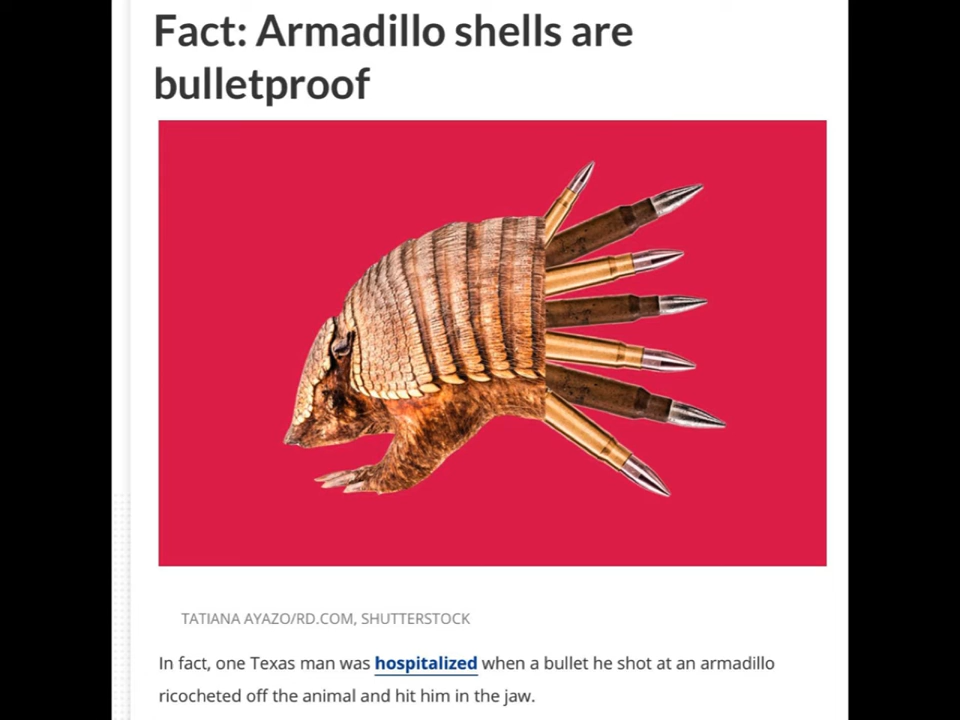 Fact: Armadillo shells are
bulletproof
TATIANA AYAZO/RD.COM, SHUTTERSTOCK
In fact, one Texas man was hospitalized when a bullet he shot at an armadillo
ricocheted off the animal and hit him in the jaw.